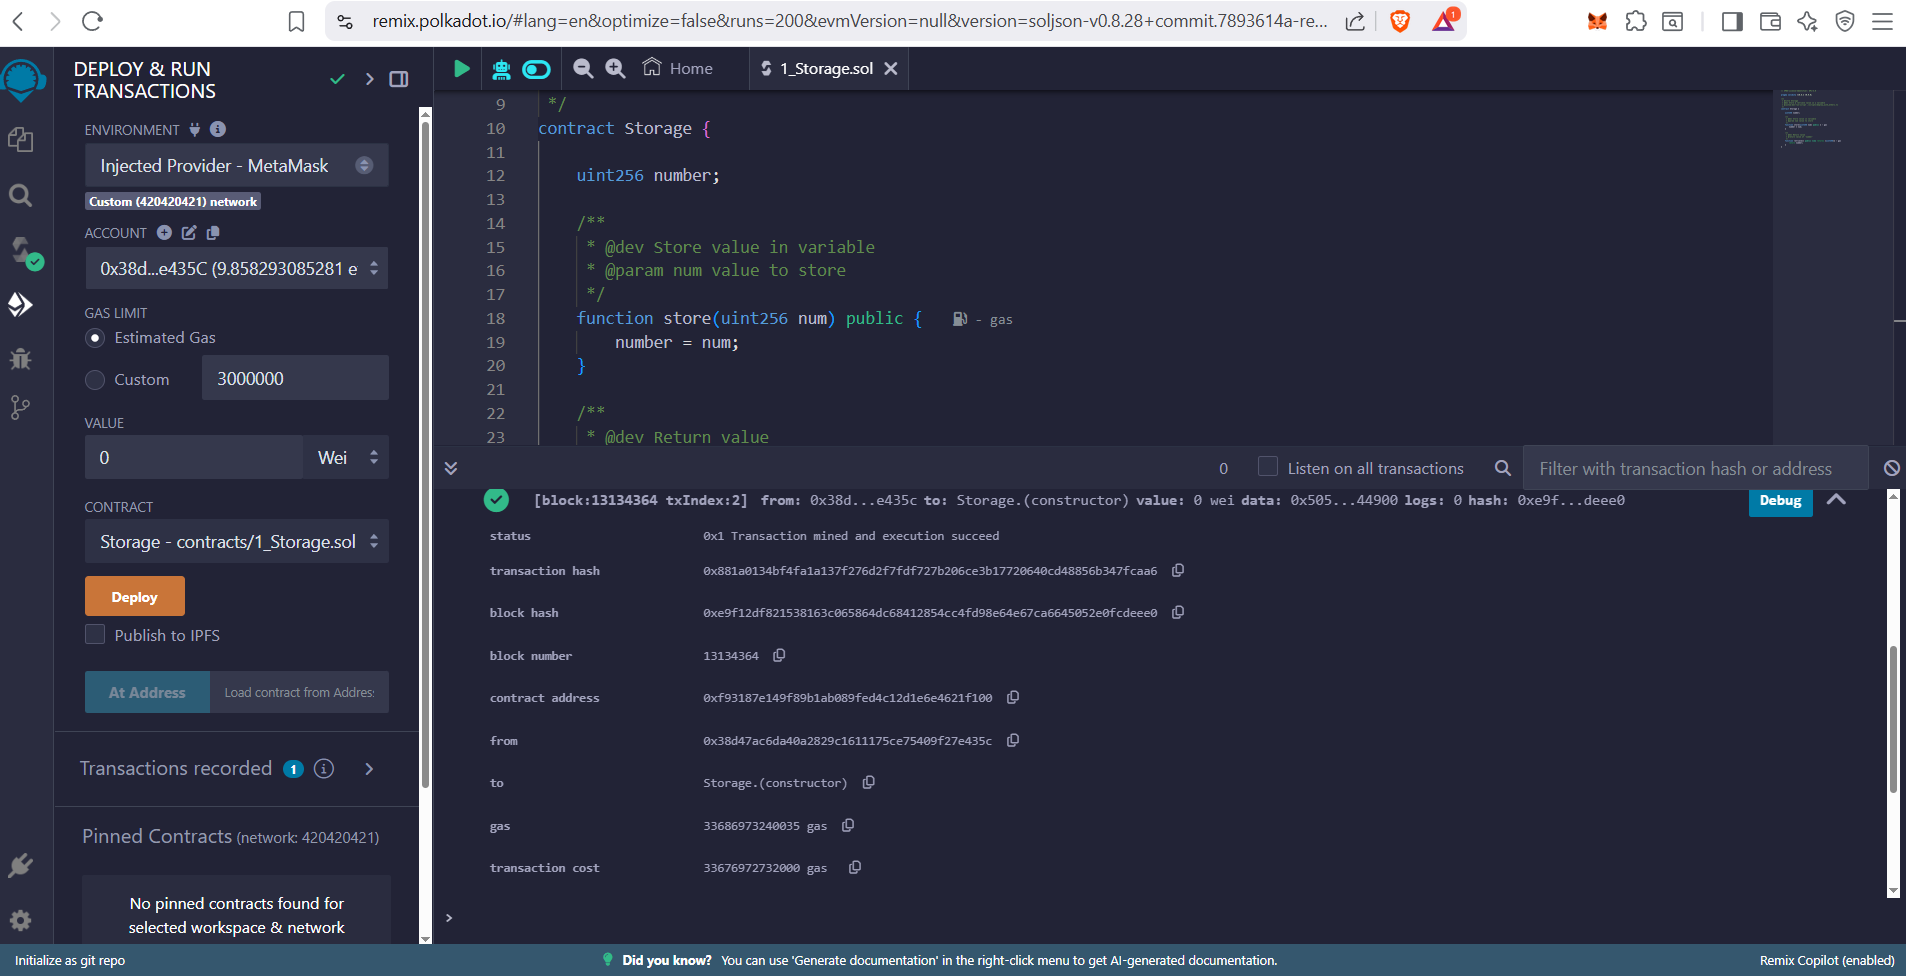 remix.polkadot.io/#lang=en&optimize=false&runs=200&evmVersion=null&version=soljson-v0.8.28+commit.7893614a-re...
1
DEPLOY & RUN
TRANSACTIONS
ENVIRONMENT
Injected Provider - MetaMask
Custom (420420421) network
ACCOUNT
0x38d...e435C (9.858293085281 e
GAS LIMIT
Estimated Gas
Custom
3000000
VALUE
0
Wei
CONTRACT
Storage - contracts/1_Storage.sol
Deploy
Publish to IPFS
At Address
Load contract from Addres
Transactions recorded 1
Pinned Contracts (network: 420420421)
No pinned contracts found for
selected workspace & network
Home
1_Storage.sol
9 */
10 contract Storage {
11
12 uint256 number;
13
14 /**
15 * @dev Store value in variable
16 * @param num value to store
17 */
18 function store(uint256 num) public { - gas
19 number = num;
20 }
21
22 /**
23 * @dev Return value
0
Listen on all transactions
Filter with transaction hash or address
[block:13134364 txIndex:2] from: 0x38d...e435c to: Storage.(constructor) value: 0 wei data: 0x505...44900 logs: 0 hash: 0xe9f...deee0
Debug
status 0x1 Transaction mined and execution succeed
transaction hash 0x881a0134bf4fa1a137f276d2f7fdf727b206ce3b17720640cd48856b347fcaa6
block hash 0xe9f12df821538163c065864dc68412854cc4fd98e64e67ca6645052e0fcdeee0
block number 13134364
contract address 0xf93187e149f89b1ab089fed4c12d1e6e4621f100
from 0x38d47ac6da40a2829c1611175ce75409f27e435c
to Storage.(constructor)
gas 33686973240035 gas
transaction cost 33676972732000 gas
>
Initialize as git repo
Did you know? You can use 'Generate documentation' in the right-click menu to get AI-generated documentation.
Remix Copilot (enabled)